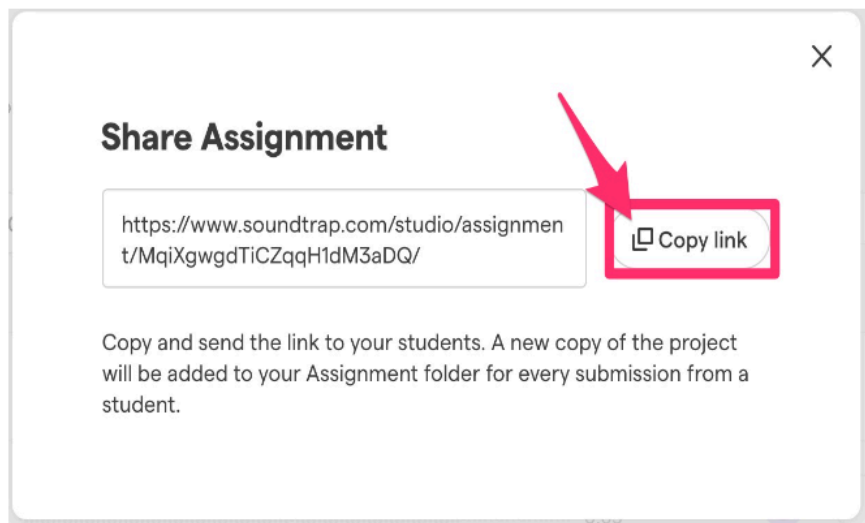 Share Assignment
https://www.soundtrap.com/studio/assignmen
t/MqiXgwgdTiCZqqH1dM3aDQ/
Copy link
Copy and send the link to your students. A new copy of the project
will be added to your Assignment folder for every submission from a
student.